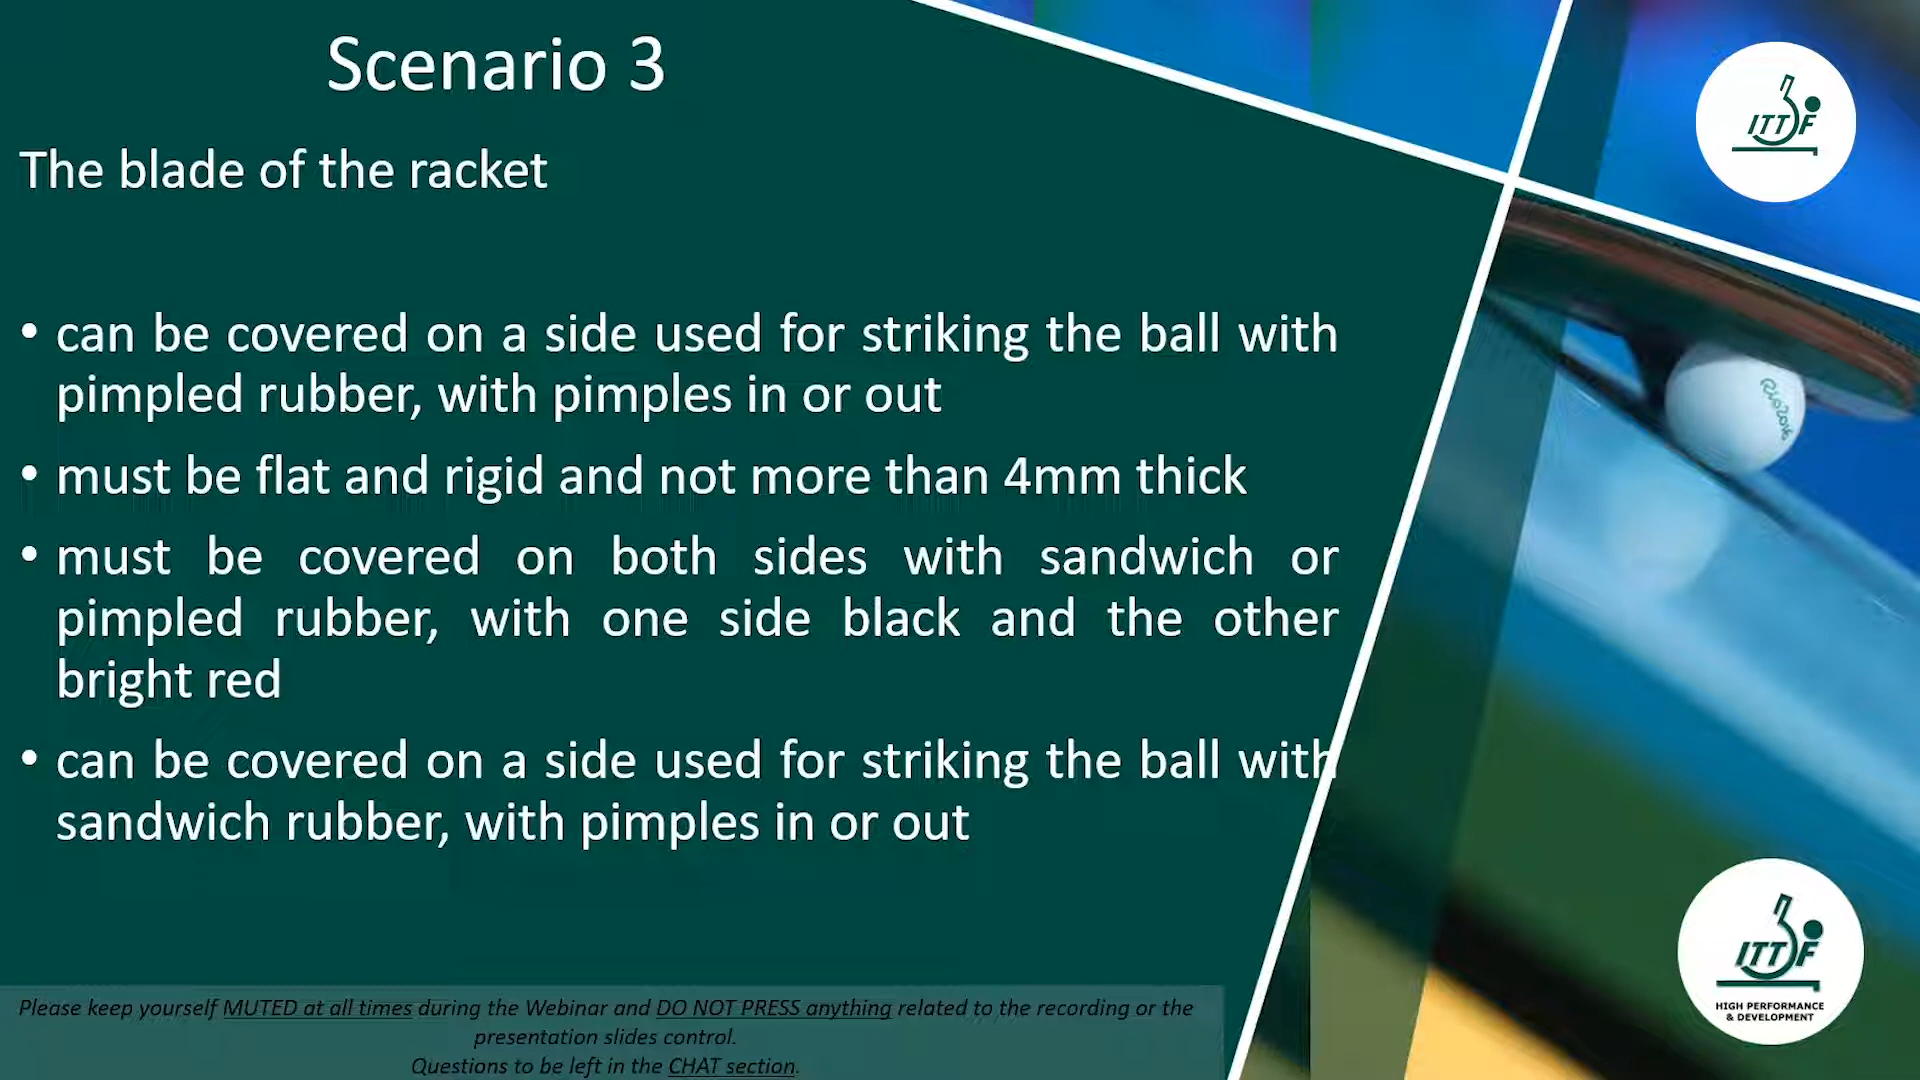 Scenario 3
The blade of the racket
• can be covered on a side used for striking the ball with
pimpled rubber, with pimples in or out
• must be flat and rigid and not more than 4mm thick
• must be covered on both sides with sandwich or
pimpled rubber, with one side black and the other
bright red
• can be covered on a side used for striking the ball with
sandwich rubber, with pimples in or out
Please keep yourself MUTED at all times during the Webinar and DO NOT PRESS anything related to the recording or the
presentation slides control.
Questions to be left in the CHAT section.
ITTF
Rio2016
ITTF
HIGH PERFORMANCE
& DEVELOPMENT